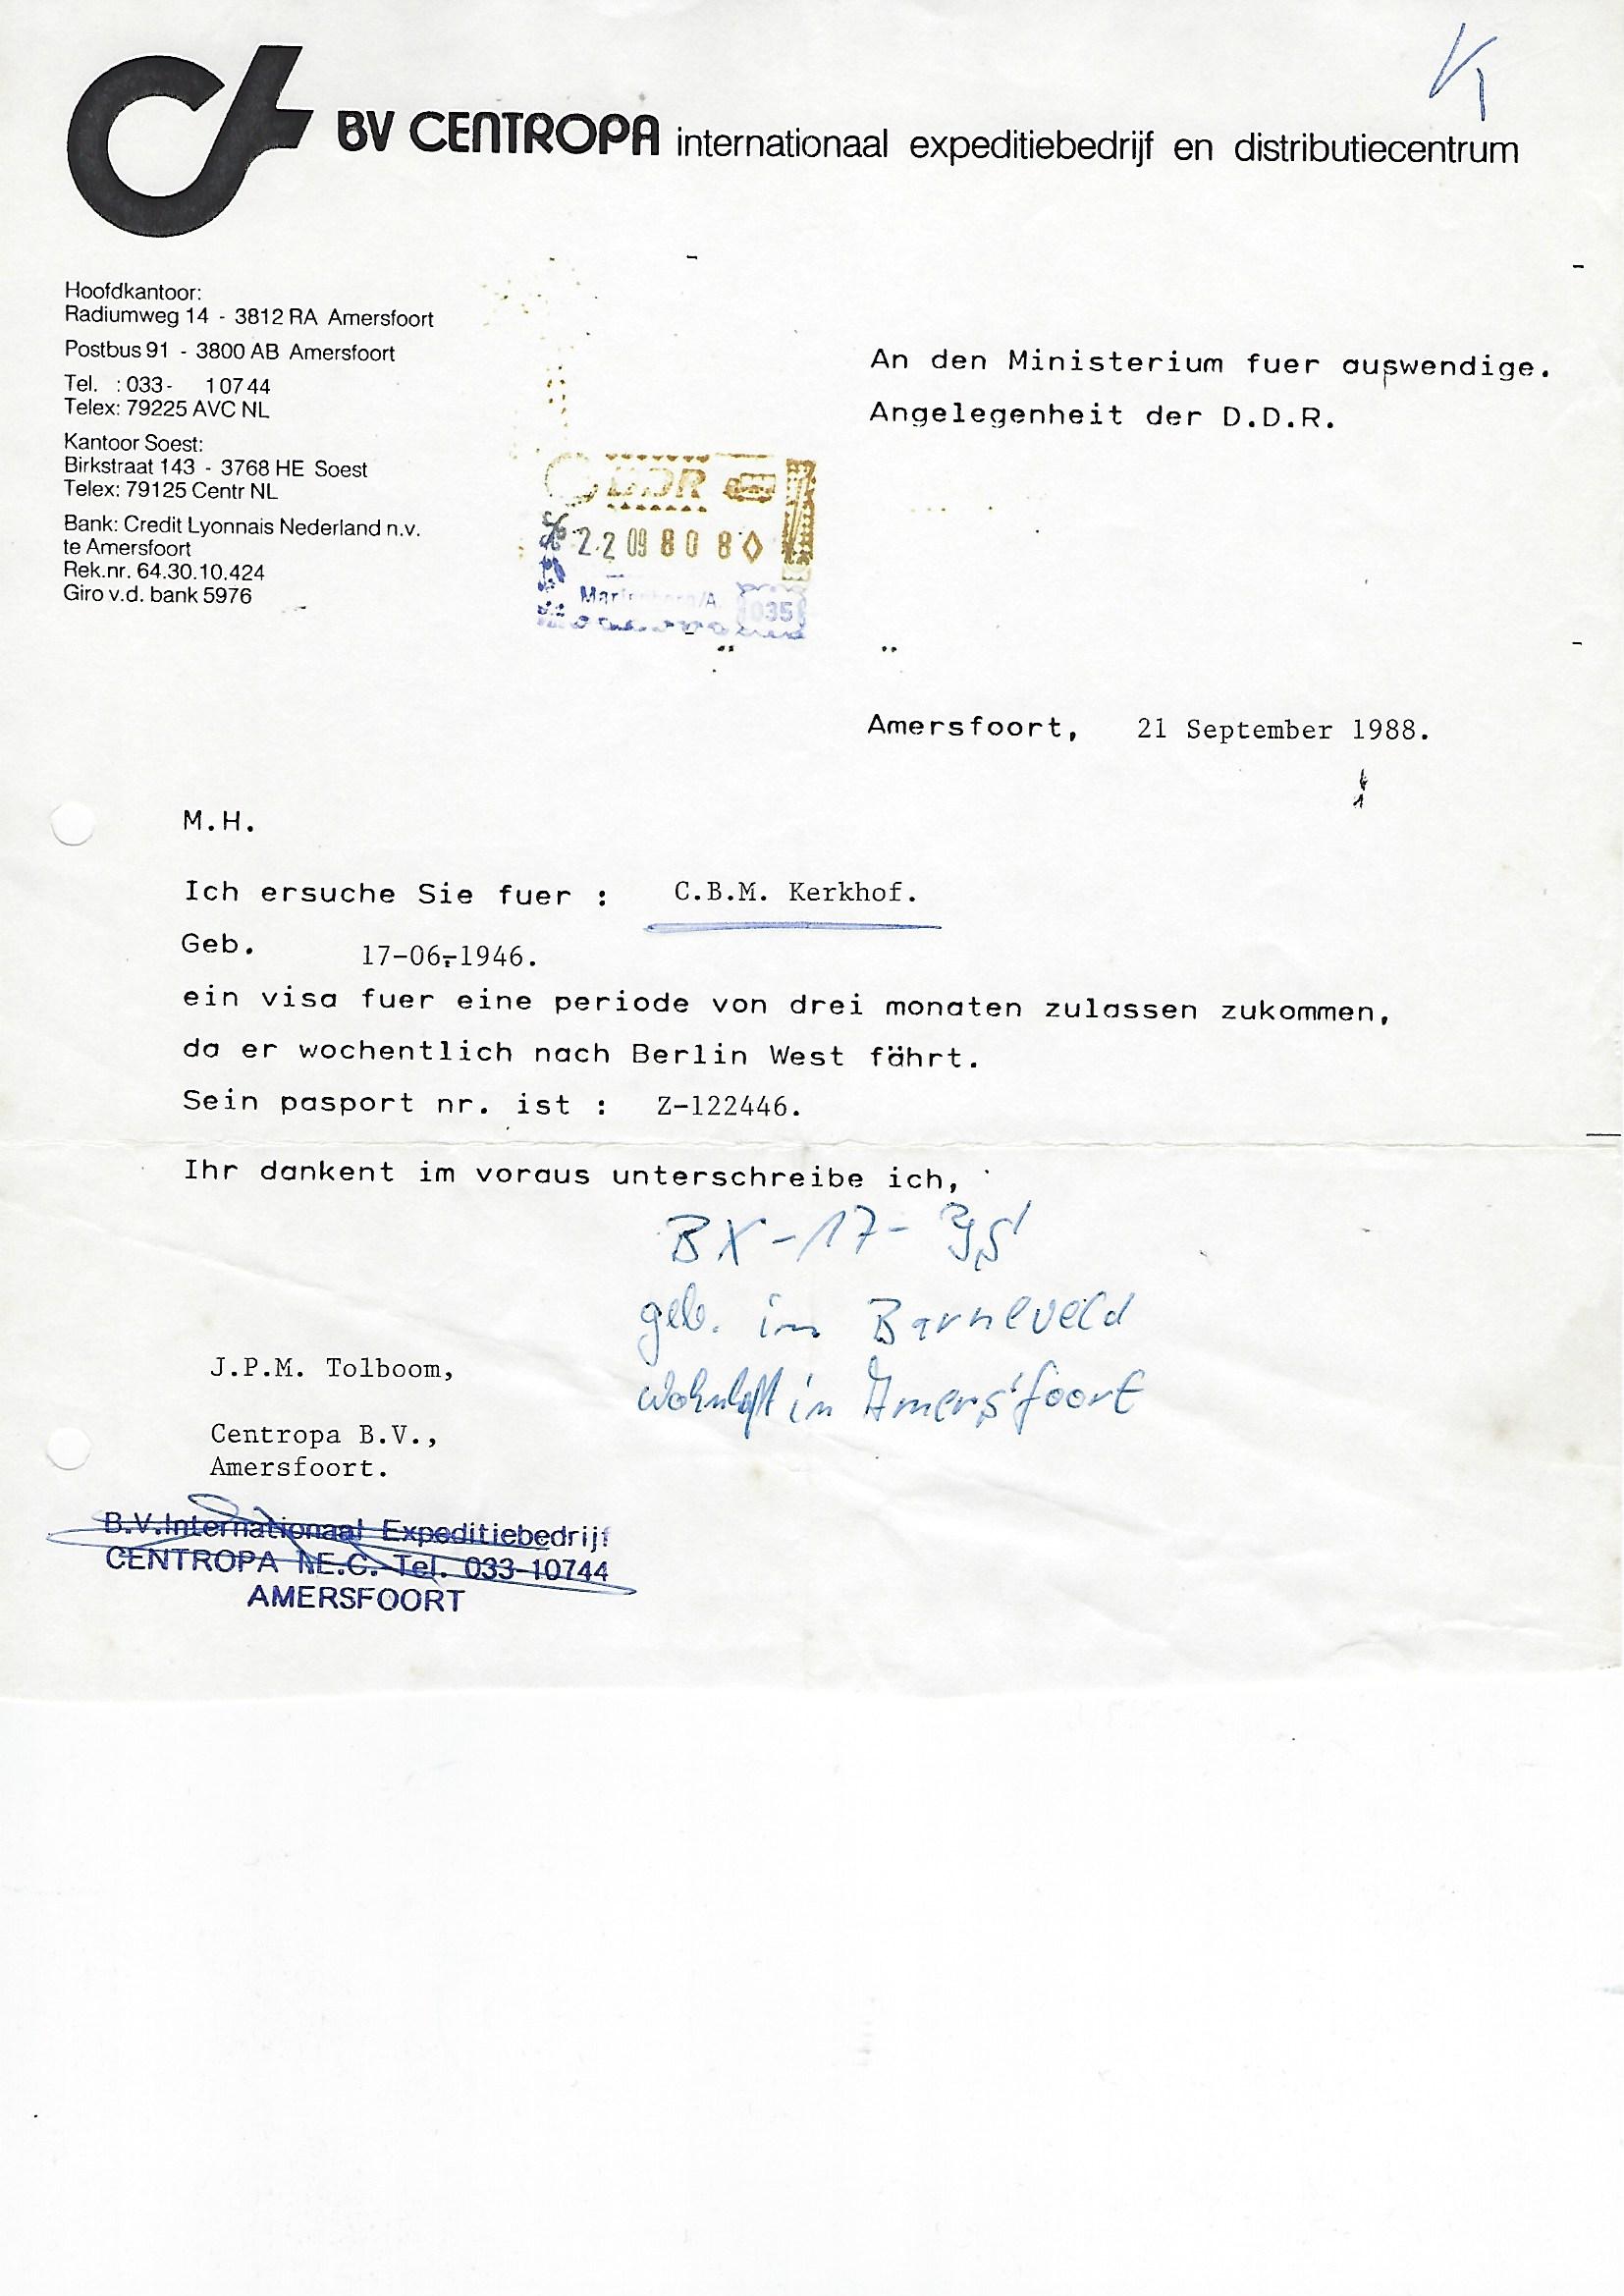 BV CENTROPA internationaal expeditiebedrijf en distributiecentrum
Hoofdkantoor:
Radiumweg 14 - 3812 RA Amersfoort
Postbus 91 - 3800 AB Amersfoort
Tel. : 033- 10744
Telex: 79225 AVC NL
Kantoor Soest:
Birkstraat 143 - 3768 HE Soest
Telex: 79125 Centr NL
Bank: Credit Lyonnais Nederland n.v.
te Amersfoort
Rek.nr. 64.30.10.424
Giro v.d. bank 5976
An den Ministerium fuer auswendige.
Angelegenheit der D.D.R.
DDR
22 09 8 0 8
035
Amersfoort, 21 September 1988.
M.H.
Ich ersuche Sie fuer : C.B.M. Kerkhof.
Geb. 17-06-1946.
ein visa fuer eine periode von drei monaten zulassen zukommen,
da er wochentlich nach Berlin West fährt.
Sein pasport nr. ist : Z-122446.
Ihr dankent im voraus unterschreibe ich,
BX-17-
geb. in Barneveld
wohnhaft in Amersfoort
J.P.M. Tolboom,
Centropa B.V.,
Amersfoort.
B.V. Internationaal Expeditiebedrijf
CENTROPA N.E.C. Tel. 033-10744
AMERSFOORT